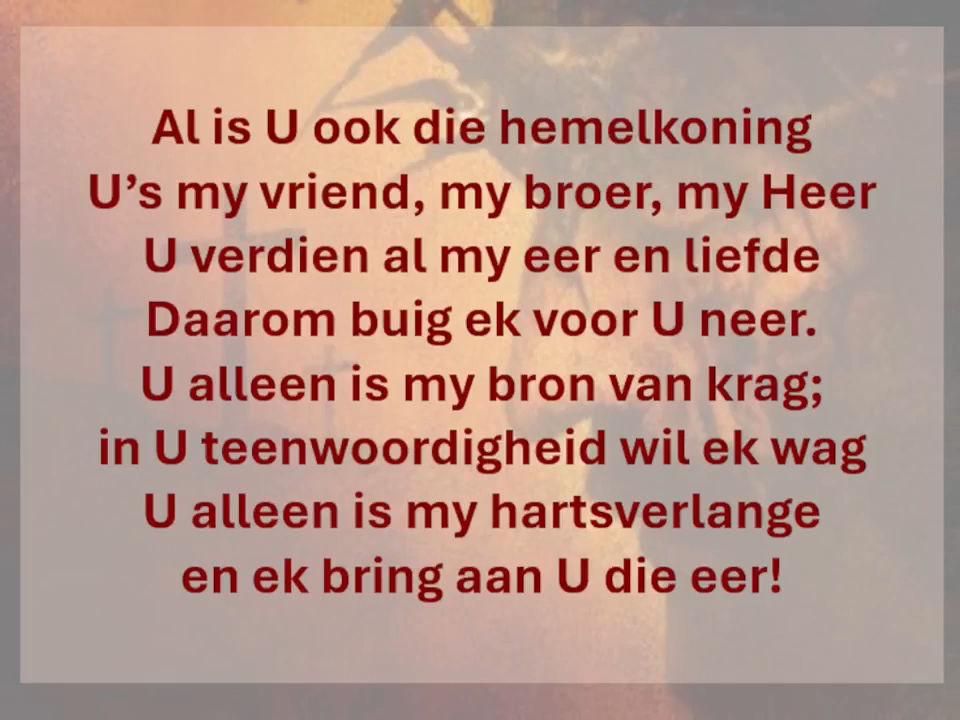 Al is U ook die hemelkoning
U’s my vriend, my broer, my Heer
U verdien al my eer en liefde
Daarom buig ek voor U neer.
U alleen is my bron van krag;
in U teenwoordigheid wil ek wag
U alleen is my hartsverlange
en ek bring aan U die eer!